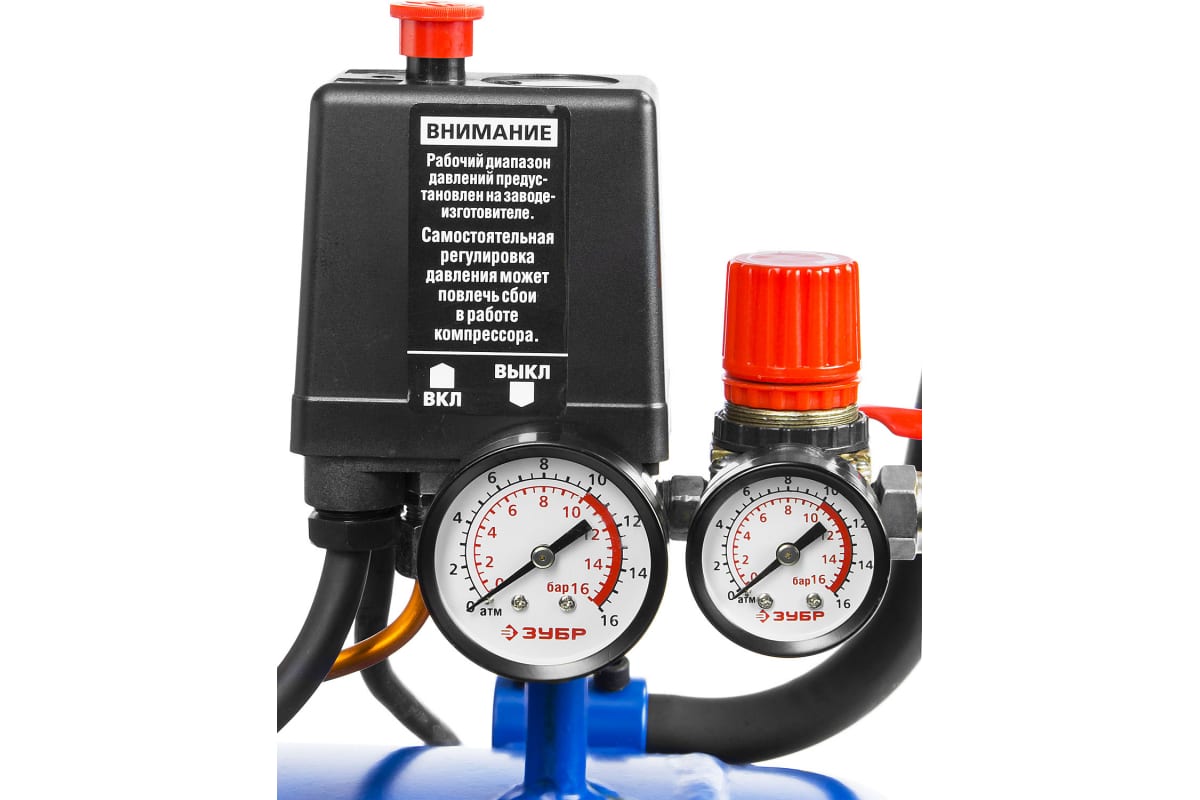 ВНИМАНИЕ
Рабочий диапазон
давлений предус-
тановлен на заводе-
изготовителе.
Самостоятельная
регулировка
давления может
повлечь сбои
в работе
компрессора.
ВКЛ
ВЫКЛ
0 2 4 6 8 10 12 14 16
0 2 4 6 8 10 12 14 16
атм
бар
ЗУБР
0 2 4 6 8 10 12 14 16
0 2 4 6 8 10 12 14 16
атм
бар
ЗУБР